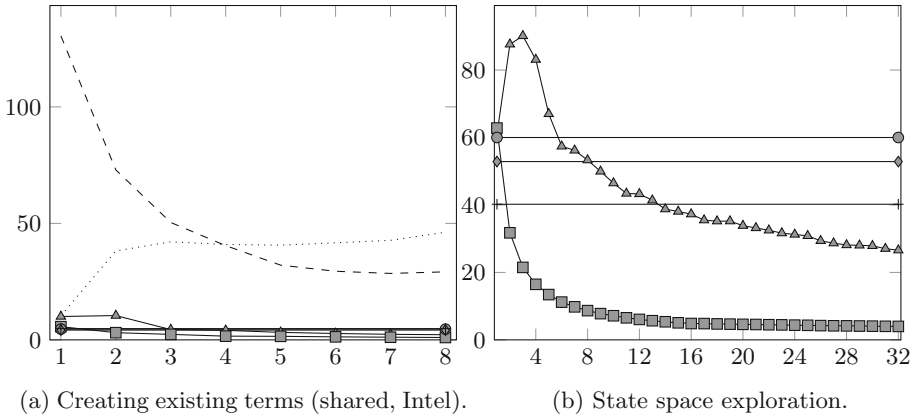 100
50
0
1 2 3 4 5 6 7 8
80
60
40
20
0
4 8 12 16 20 24 28 32
(a) Creating existing terms (shared, Intel).
(b) State space exploration.